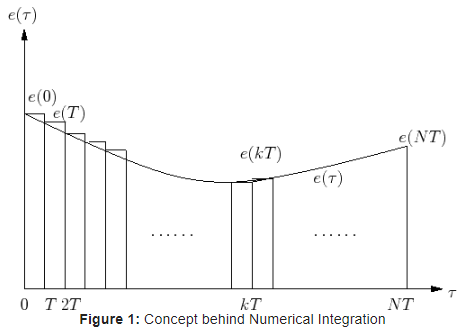 e(τ)
e(0)
e(T)
e(kT)
e(NT)
e(τ)
......
......
τ
0
T
2T
kT
NT
Figure 1: Concept behind Numerical Integration